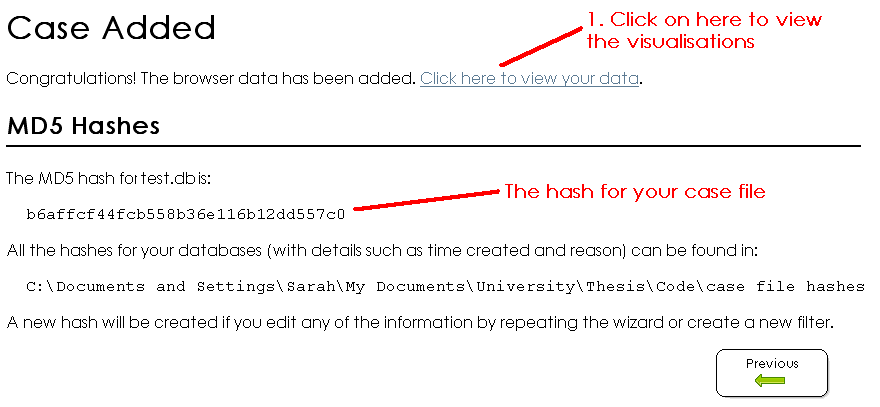 Case Added
1. Click on here to view
the visualisations
Congratulations! The browser data has been added. Click here to view your data.
MD5 Hashes
The MD5 hash for test.db is:
The hash for your case file
b6affcf44fcb558b36e116b12dd557c0
All the hashes for your databases (with details such as time created and reason) can be found in:
C:\Documents and Settings\Sarah\My Documents\University\Thesis\Code\case file hashes
A new hash will be created if you edit any of the information by repeating the wizard or create a new filter.
Previous